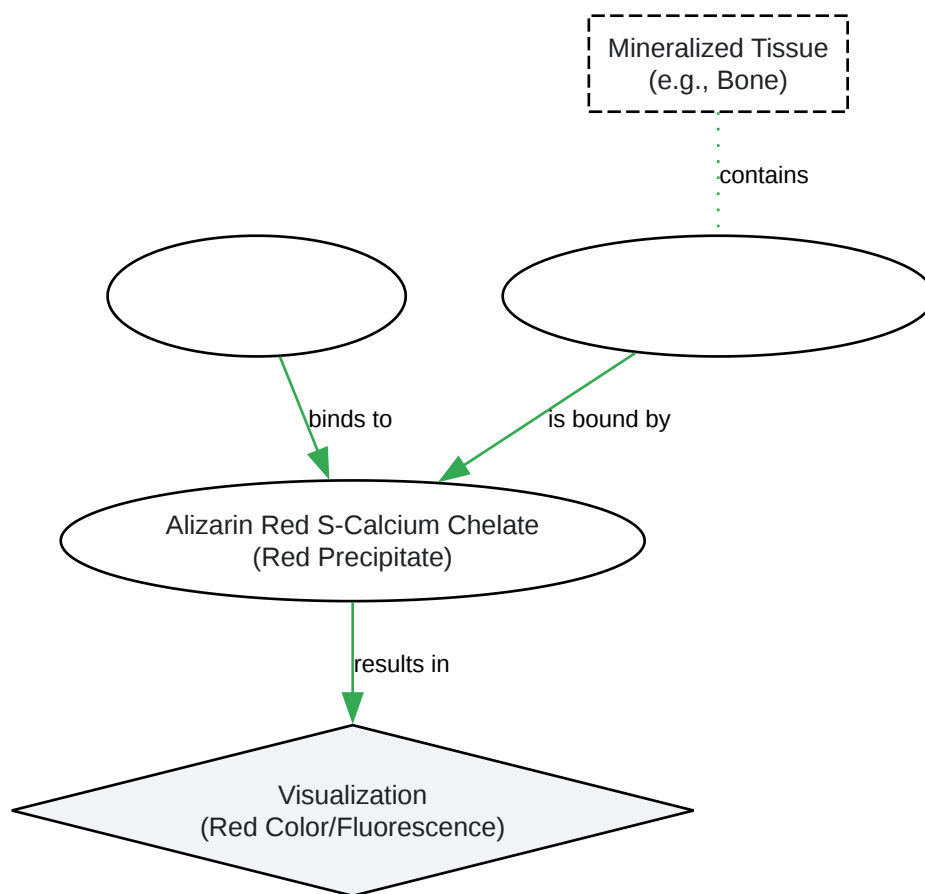 Mineralized Tissue
(e.g., Bone)
contains
binds to
is bound by
Alizarin Red S-Calcium Chelate
(Red Precipitate)
results in
Visualization
(Red Color/Fluorescence)